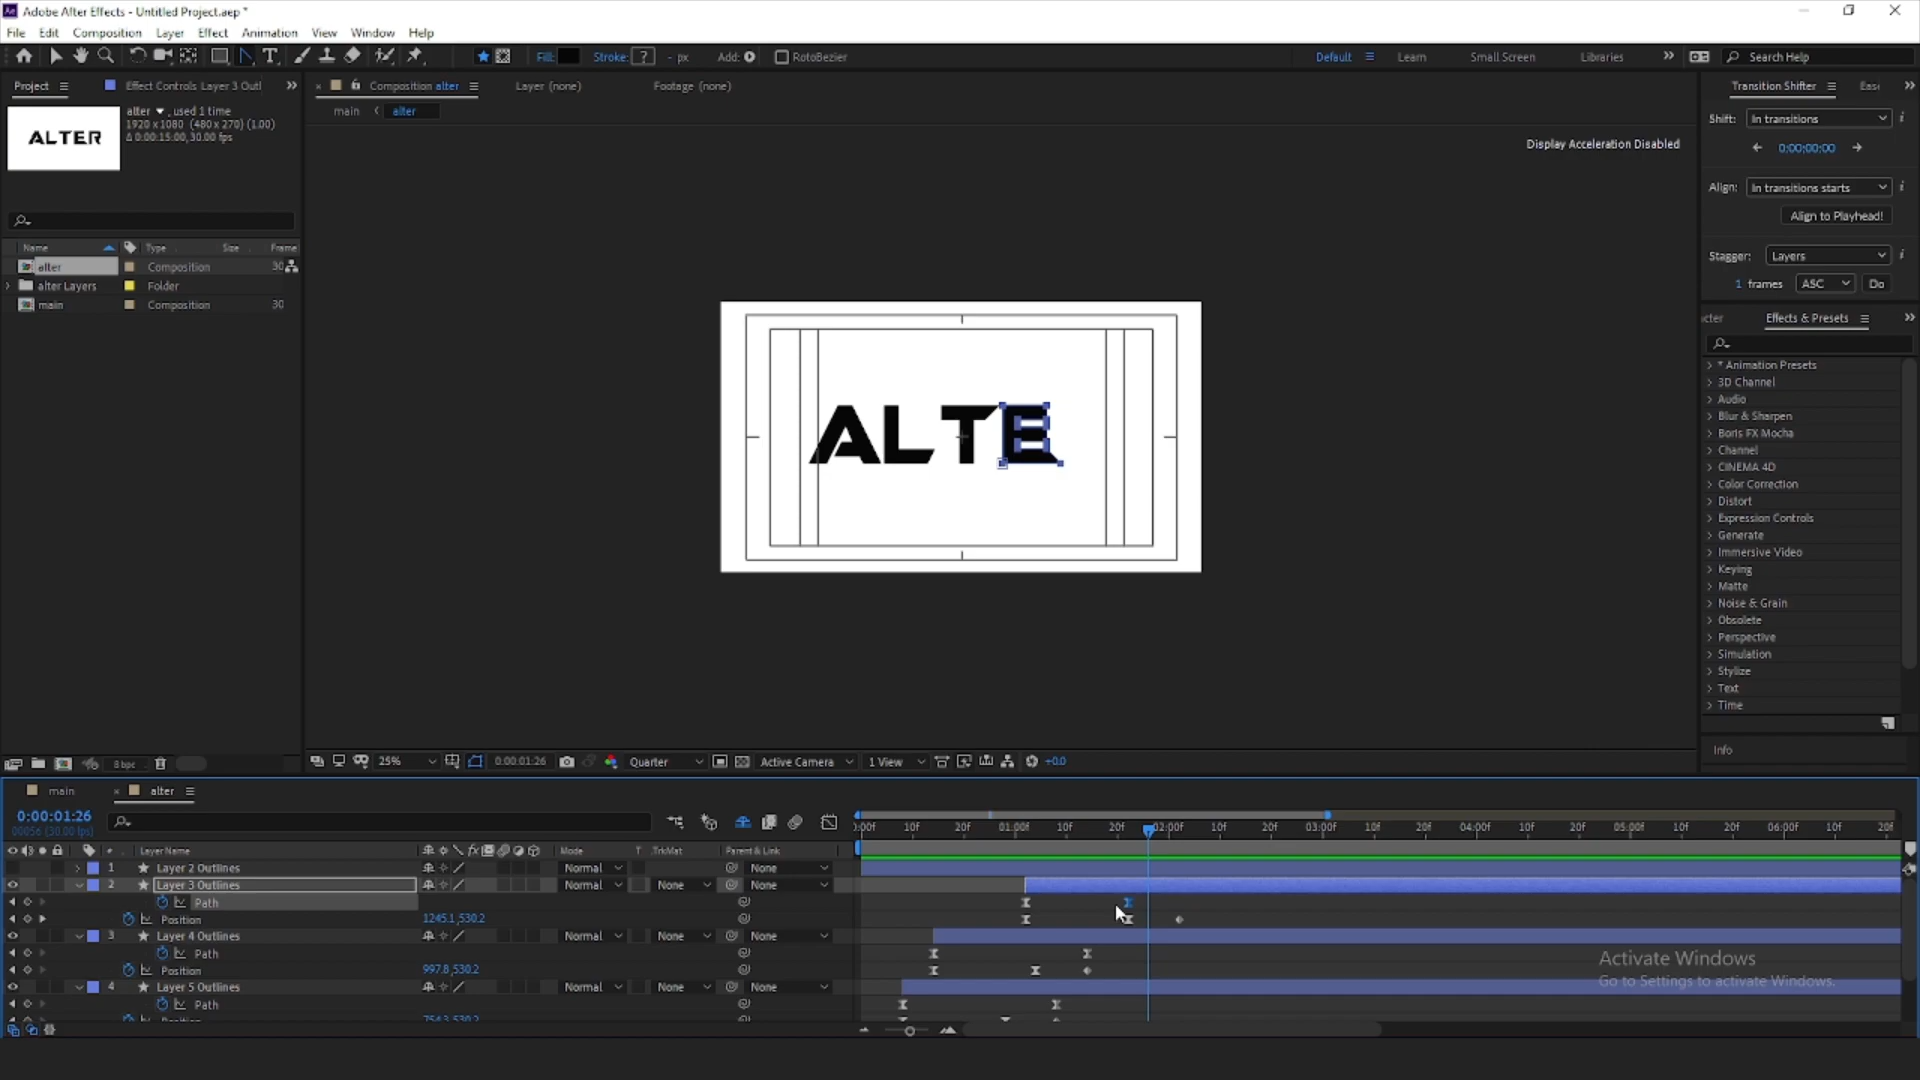 Adobe After Effects - Untitled Project.aep *
File Edit Composition Layer Effect Animation View Window Help
Fill: Stroke: ? - px Add: RotoBezier Default Learn Small Screen Libraries Search Help
Project Effect Controls Layer 3 Outl Composition alter Layer (none) Footage (none) Transition Shifter
alter , used 1 time
1920 x 1080 (480 x 270) (1.00)
Δ 0:00:15:00, 30.00 fps
ALTER
main alter
Display Acceleration Disabled
Shift: In transitions
0:00:00:00
Align: In transitions starts
Align to Playhead!
Stagger: Layers
1 frames ASC Do
Name Type Size Frame
alter Composition 30
alter Layers Folder
main Composition 30
ALTE
Effects & Presets
* Animation Presets
3D Channel
Audio
Blur & Sharpen
Boris FX Mocha
Channel
CINEMA 4D
Color Correction
Distort
Expression Controls
Generate
Immersive Video
Keying
Matte
Noise & Grain
Obsolete
Perspective
Simulation
Stylize
Text
Time
Info
8 bpc 25% 0:00:01:26 Quarter Active Camera 1 View +0.0
main alter
0:00:01:26
00056 (30.00 fps)
:00f 10f 20f 01:00f 10f 20f 02:00f 10f 20f 03:00f 10f 20f 04:00f 10f 20f 05:00f 10f 20f 06:00f 10f 20f
# Layer Name Mode T .TrkMat Parent & Link
1 Layer 2 Outlines Normal None
2 Layer 3 Outlines Normal None None
Path
Position 1245.1,530.2
3 Layer 4 Outlines Normal None None
Path
Position 997.8,530.2
4 Layer 5 Outlines Normal None None
Path
Activate Windows
Go to Settings to activate Windows.